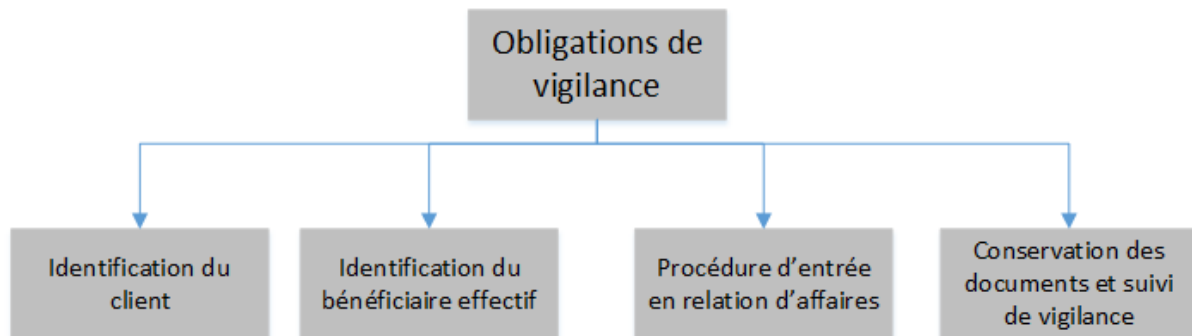 Obligations de
vigilance
Identification du
client
Identification du
bénéficiaire effectif
Procédure d'entrée
en relation d'affaires
Conservation des
documents et suivi
de vigilance